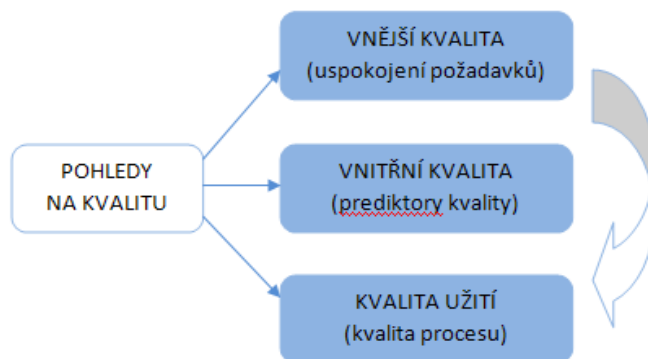 VNĚJŠÍ KVALITA
(uspokojení požadavků)
POHLEDY
NA KVALITU
VNITŘNÍ KVALITA
(prediktory kvality)
KVALITA UŽITÍ
(kvalita procesu)